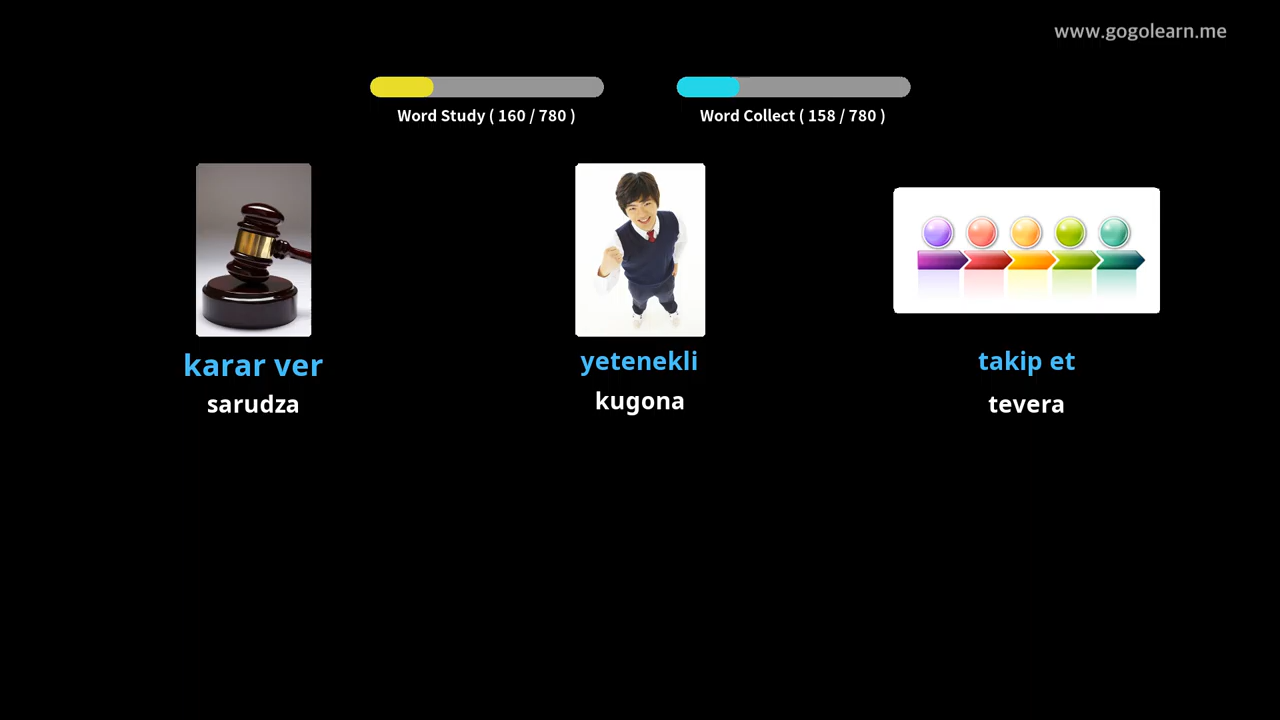 www.gogolearn.me
Word Study ( 160 / 780 )
Word Collect ( 158 / 780 )
karar ver
sarudza
yetenekli
kugona
takip et
tevera